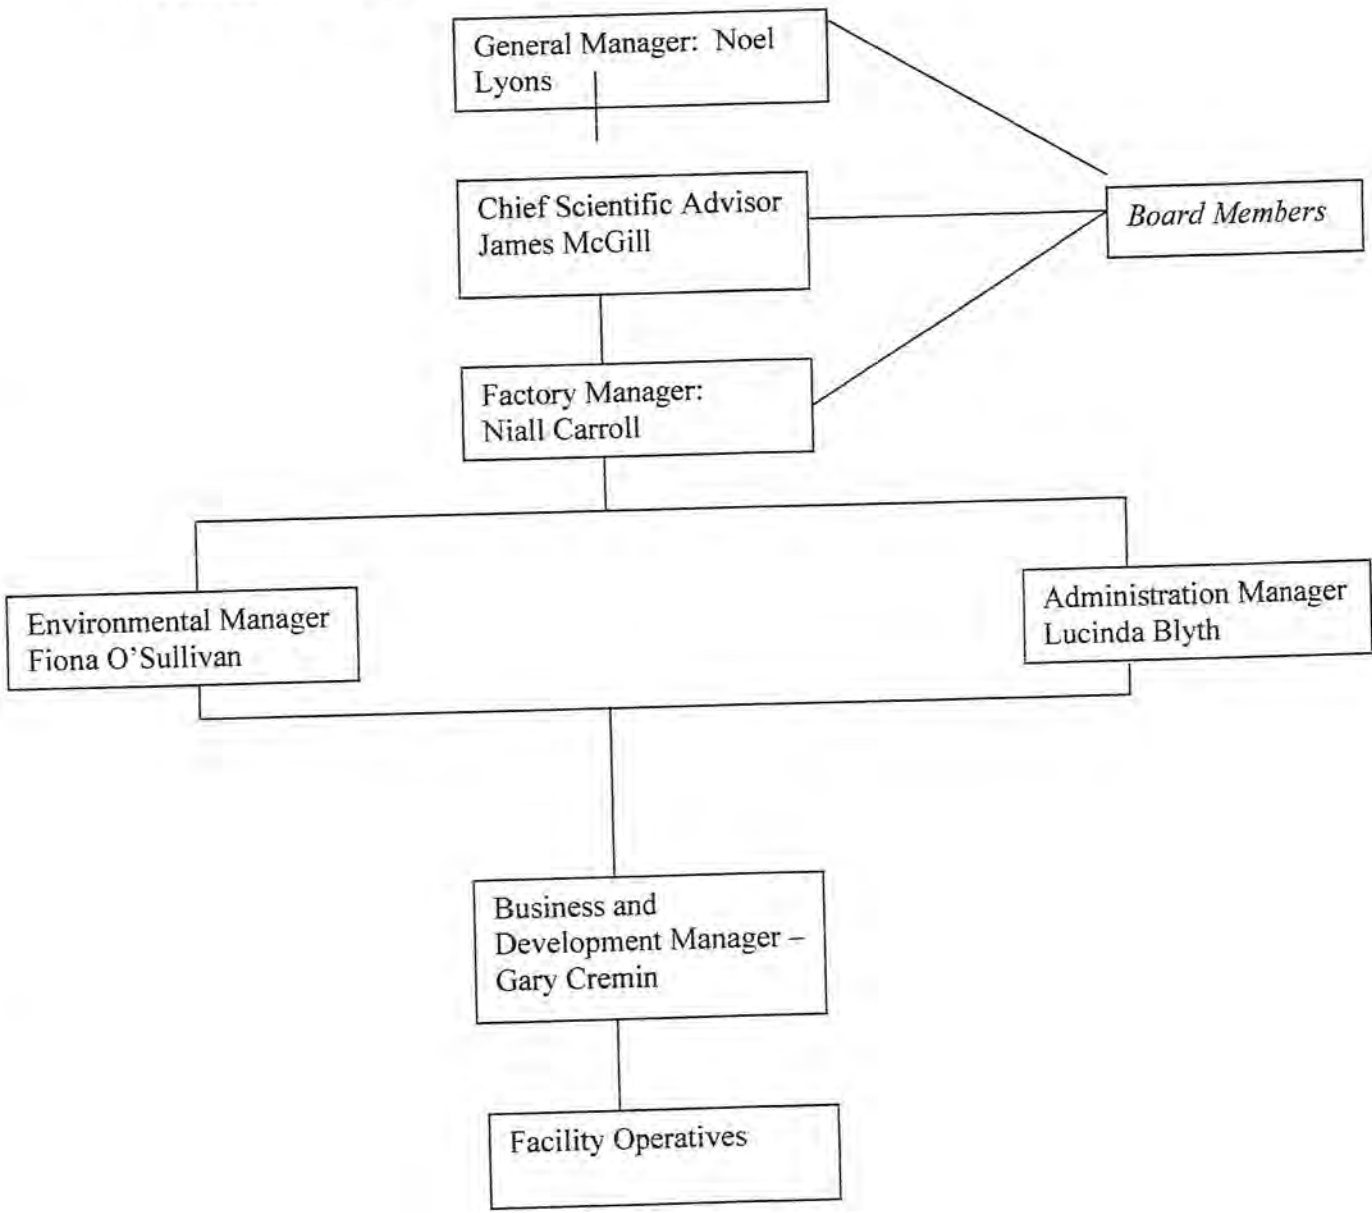 General Manager: Noel
Lyons
Chief Scientific Advisor
James McGill
Board Members
Factory Manager:
Niall Carroll
Environmental Manager
Fiona O'Sullivan
Administration Manager
Lucinda Blyth
Business and
Development Manager –
Gary Cremin
Facility Operatives